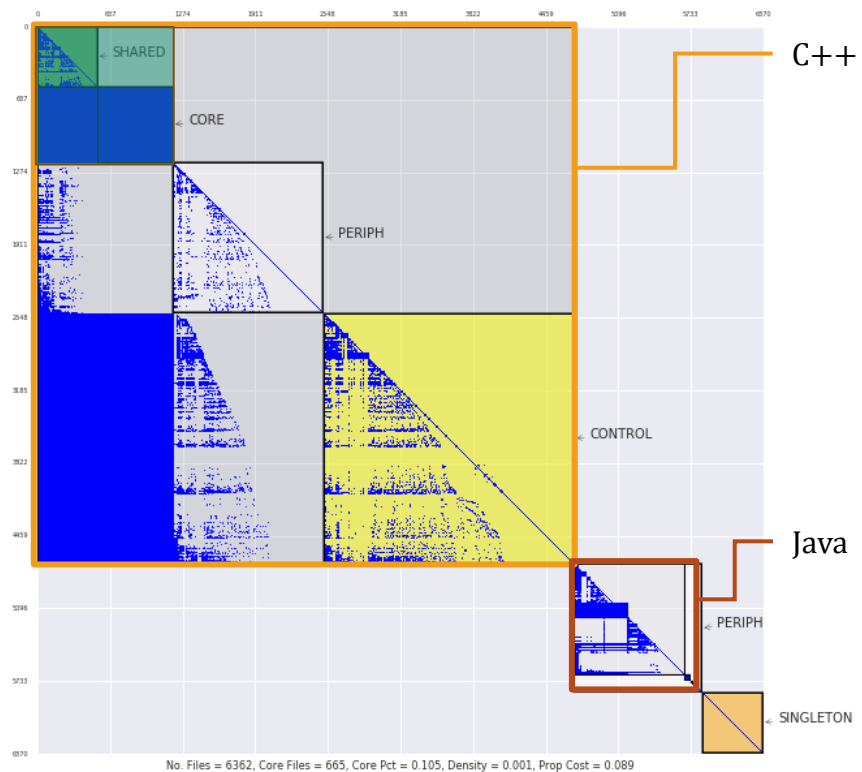 0 637 1274 1911 2548 3185 3822 4459 5096 5733 6370
C++
0
SHARED
637
CORE
1274
PERIPH
1911
2548
3185
CONTROL
3822
4459
Java
5096
PERIPH
5733
SINGLETON
6370
No. Files = 6362, Core Files = 665, Core Pct = 0.105, Density = 0.001, Prop Cost = 0.089